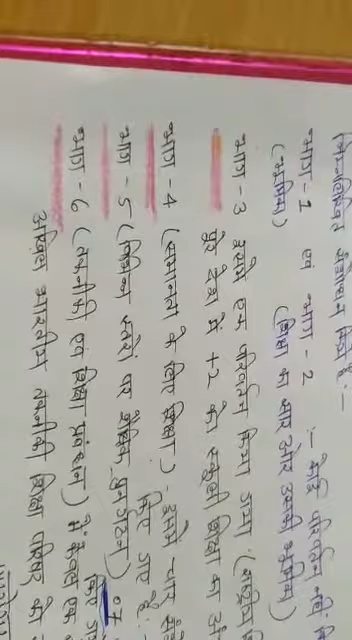 निम्नलिखित संशोधन किये :-
भाग - 1 एवं भाग - 2 :- कोई परिवर्तन नहीं
(भूमिका) (शिक्षा का सार और उसकी भूमिका)
भाग - 3 इसमें एक परिवर्तन किया गया (राष्ट्रीय
पूरे देश में +2 को स्कूली शिक्षा का
भाग - 4 (समानता के लिए शिक्षा) - इसमें चार
किए गए हैं :-
भाग - 5 (विभिन्न स्तरों पर शैक्षिक पुनर्गठन)
भाग - 6 (तकनीकी एवं शिक्षा प्रबंधन) में केवल एक
अखिल भारतीय तकनीकी शिक्षा परिषद् को